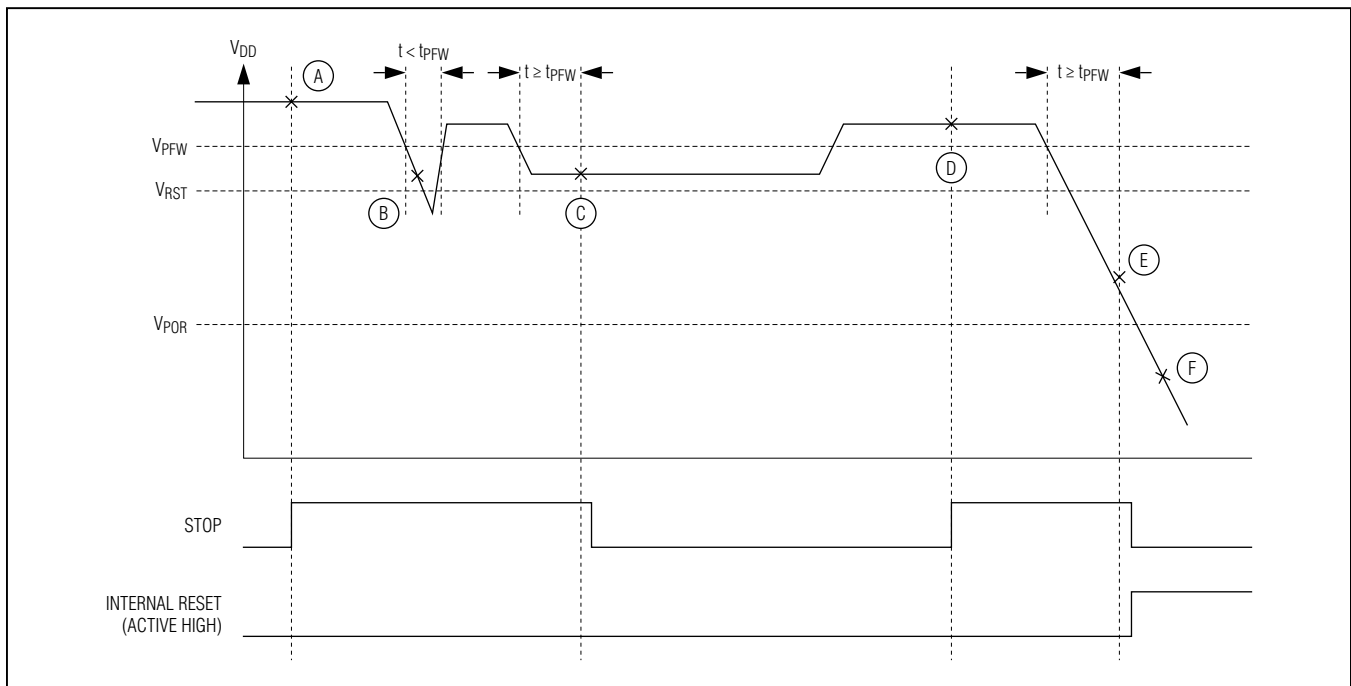 VDD
t < tPFW
t ≥ tPFW
t ≥ tPFW
A
VPFW
B
VRST
C
D
E
VPOR
F
STOP
INTERNAL RESET
(ACTIVE HIGH)